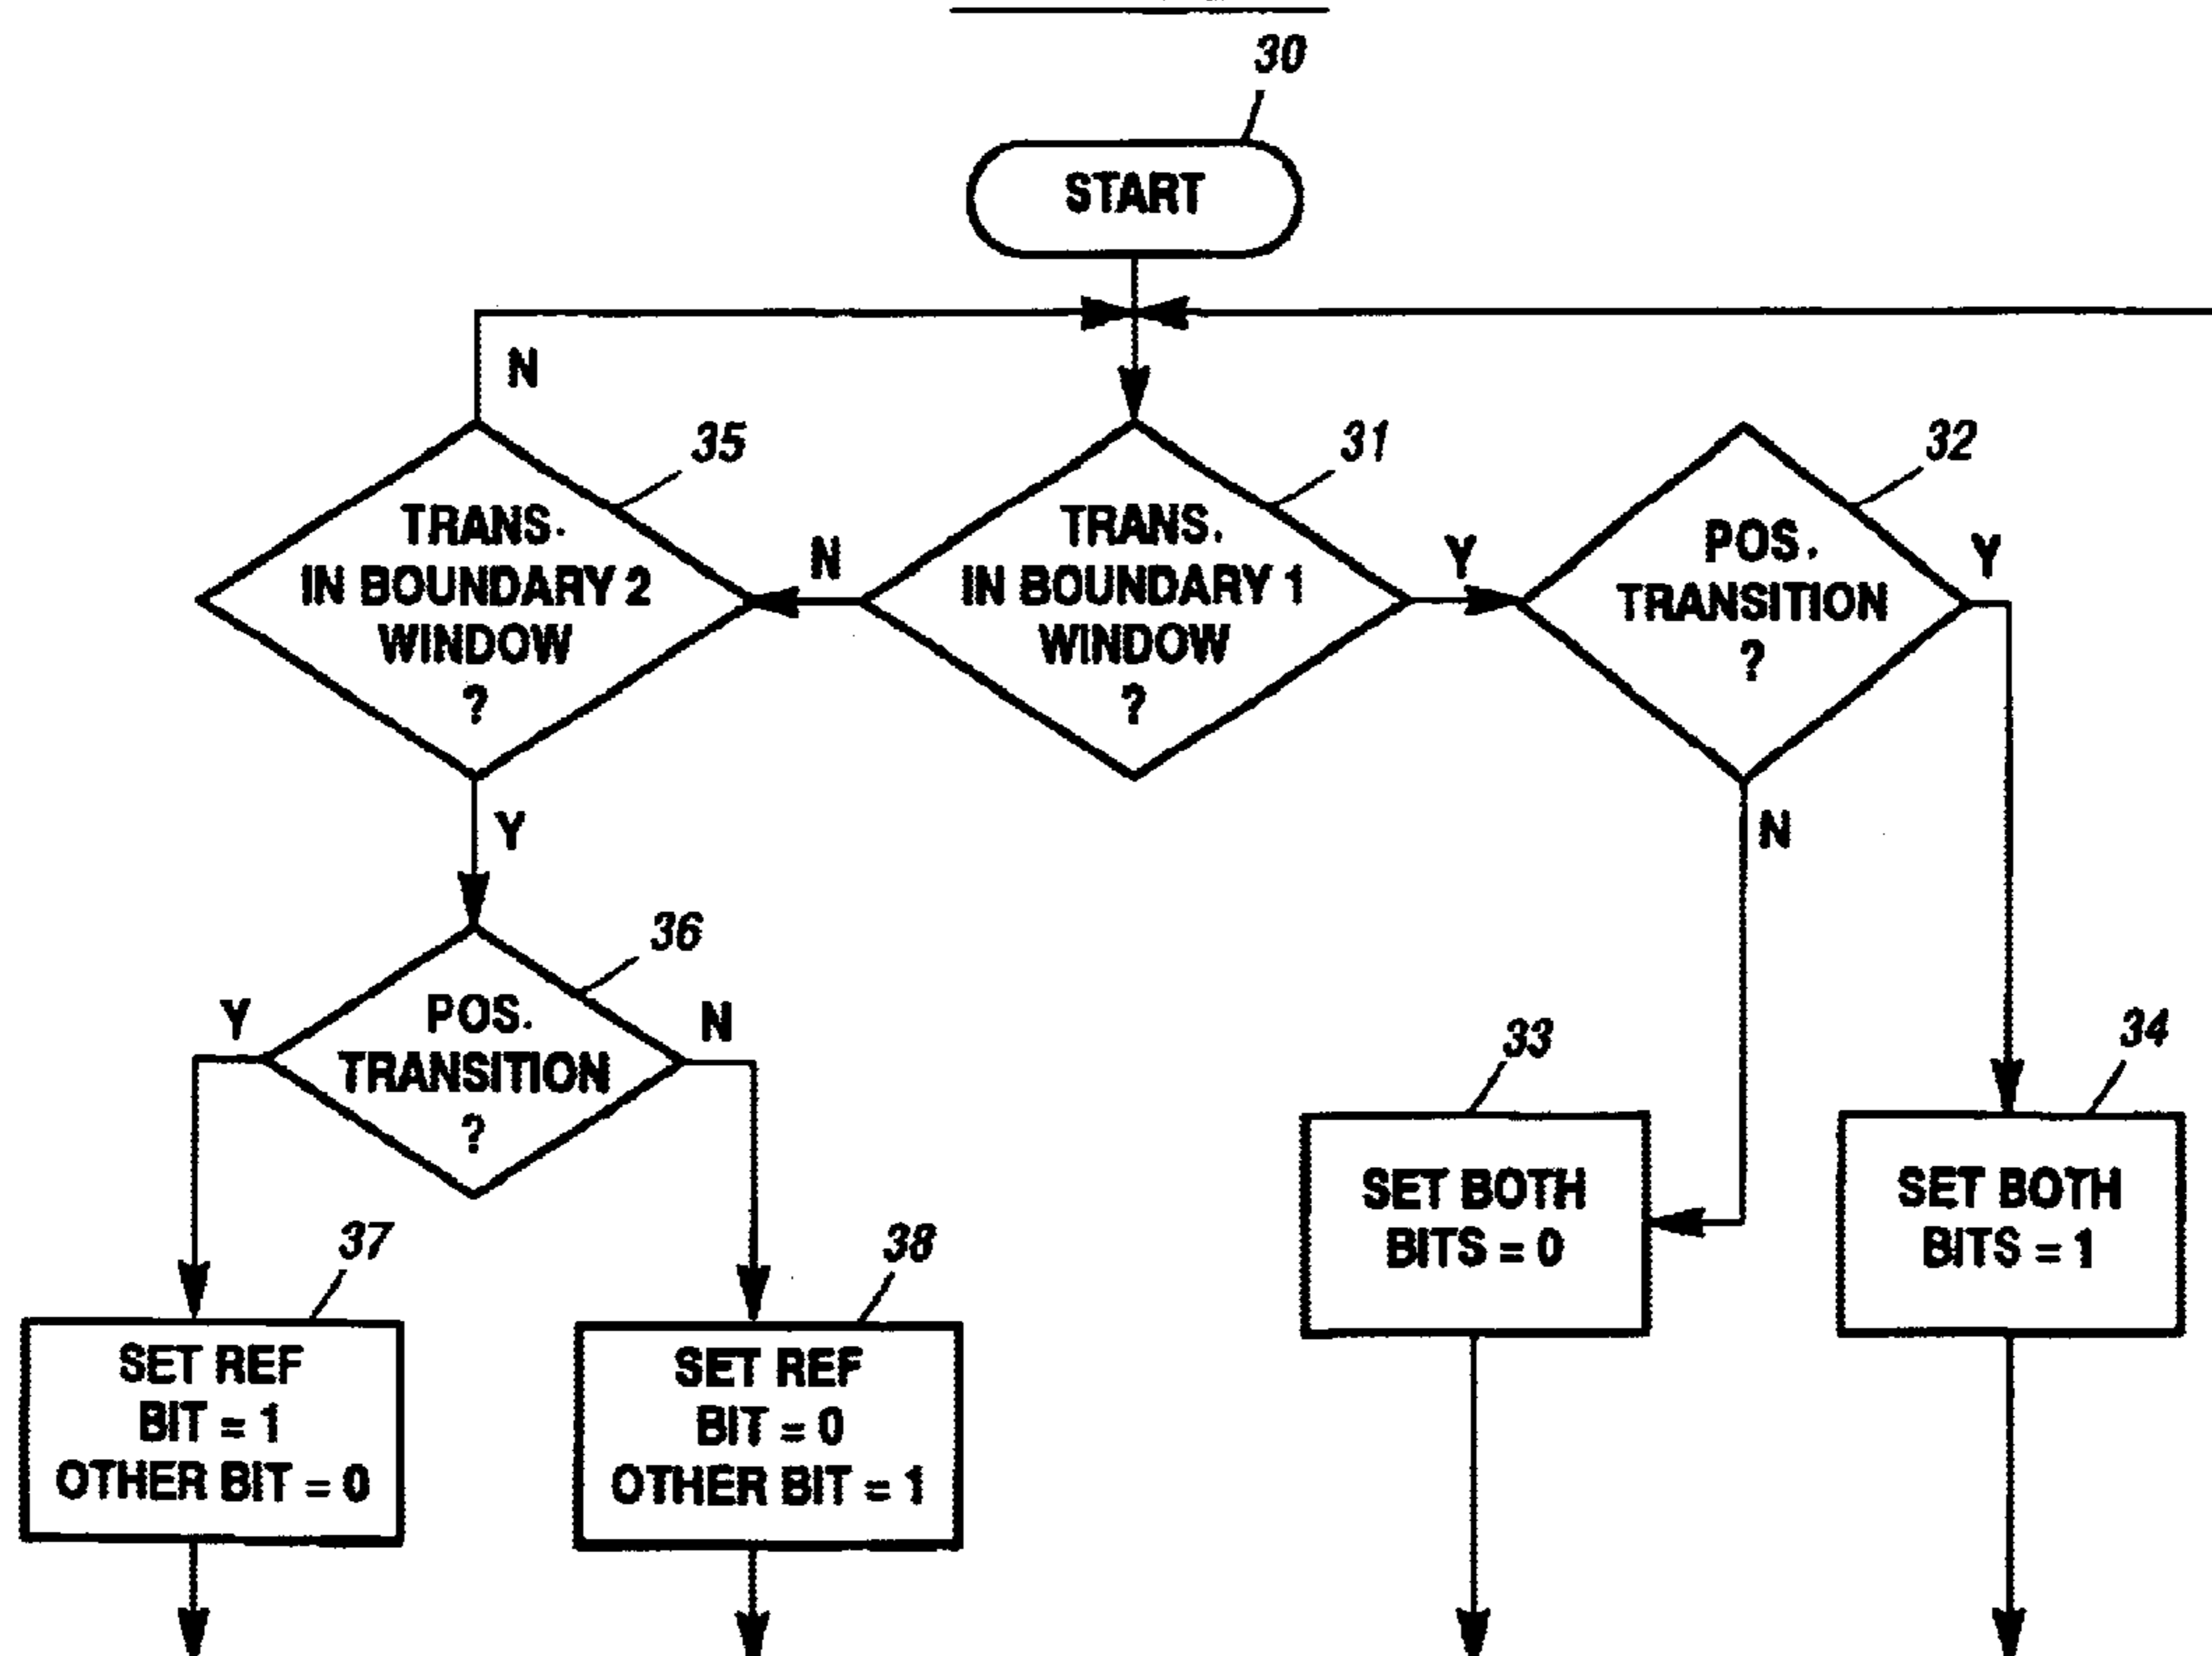 30
START
N
35
31
32
TRANS.
IN BOUNDARY 2
WINDOW
?
N
TRANS.
IN BOUNDARY 1
WINDOW
?
Y
POS.
TRANSITION
?
Y
Y
N
36
Y
POS.
TRANSITION
?
N
33
34
SET BOTH
BITS = 0
SET BOTH
BITS = 1
37
38
SET REF
BIT = 1
OTHER BIT = 0
SET REF
BIT = 0
OTHER BIT = 1